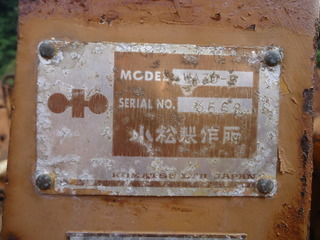 MODEL
SERIAL NO.
小松製作所
KOMATSU LTD JAPAN